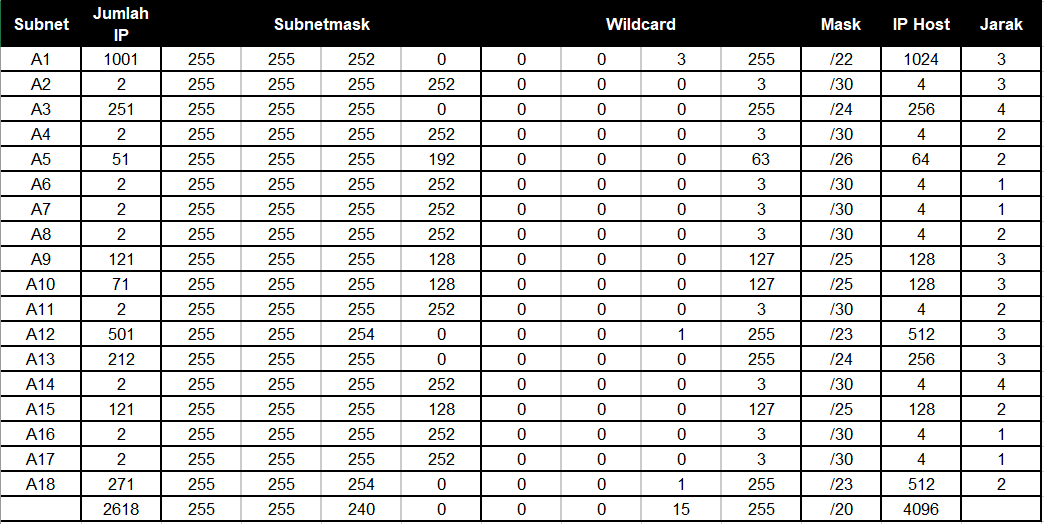 Subnet Jumlah IP Subnetmask Wildcard Mask IP Host Jarak
A1 1001 255 255 252 0 0 0 3 255 /22 1024 3
A2 2 255 255 255 252 0 0 0 3 /30 4 3
A3 251 255 255 255 0 0 0 0 255 /24 256 4
A4 2 255 255 255 252 0 0 0 3 /30 4 2
A5 51 255 255 255 192 0 0 0 63 /26 64 2
A6 2 255 255 255 252 0 0 0 3 /30 4 1
A7 2 255 255 255 252 0 0 0 3 /30 4 1
A8 2 255 255 255 252 0 0 0 3 /30 4 2
A9 121 255 255 255 128 0 0 0 127 /25 128 3
A10 71 255 255 255 128 0 0 0 127 /25 128 3
A11 2 255 255 255 252 0 0 0 3 /30 4 2
A12 501 255 255 254 0 0 0 1 255 /23 512 3
A13 212 255 255 255 0 0 0 0 255 /24 256 3
A14 2 255 255 255 252 0 0 0 3 /30 4 4
A15 121 255 255 255 128 0 0 0 127 /25 128 2
A16 2 255 255 255 252 0 0 0 3 /30 4 1
A17 2 255 255 255 252 0 0 0 3 /30 4 1
A18 271 255 255 254 0 0 0 1 255 /23 512 2
2618 255 255 240 0 0 0 15 255 /20 4096